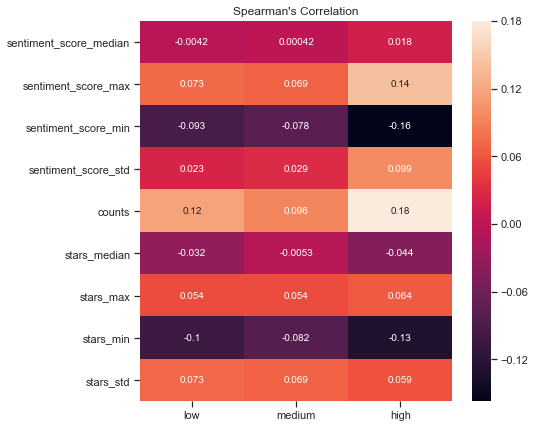 Spearman's Correlation
sentiment_score_median -0.0042 0.00042 0.018
sentiment_score_max 0.073 0.069 0.14
sentiment_score_min -0.093 -0.078 -0.16
sentiment_score_std 0.023 0.029 0.099
counts 0.12 0.096 0.18
stars_median -0.032 -0.0053 -0.044
stars_max 0.054 0.054 0.064
stars_min -0.1 -0.082 -0.13
stars_std 0.073 0.069 0.059
low medium high
0.18
0.12
0.06
0.00
−0.06
−0.12